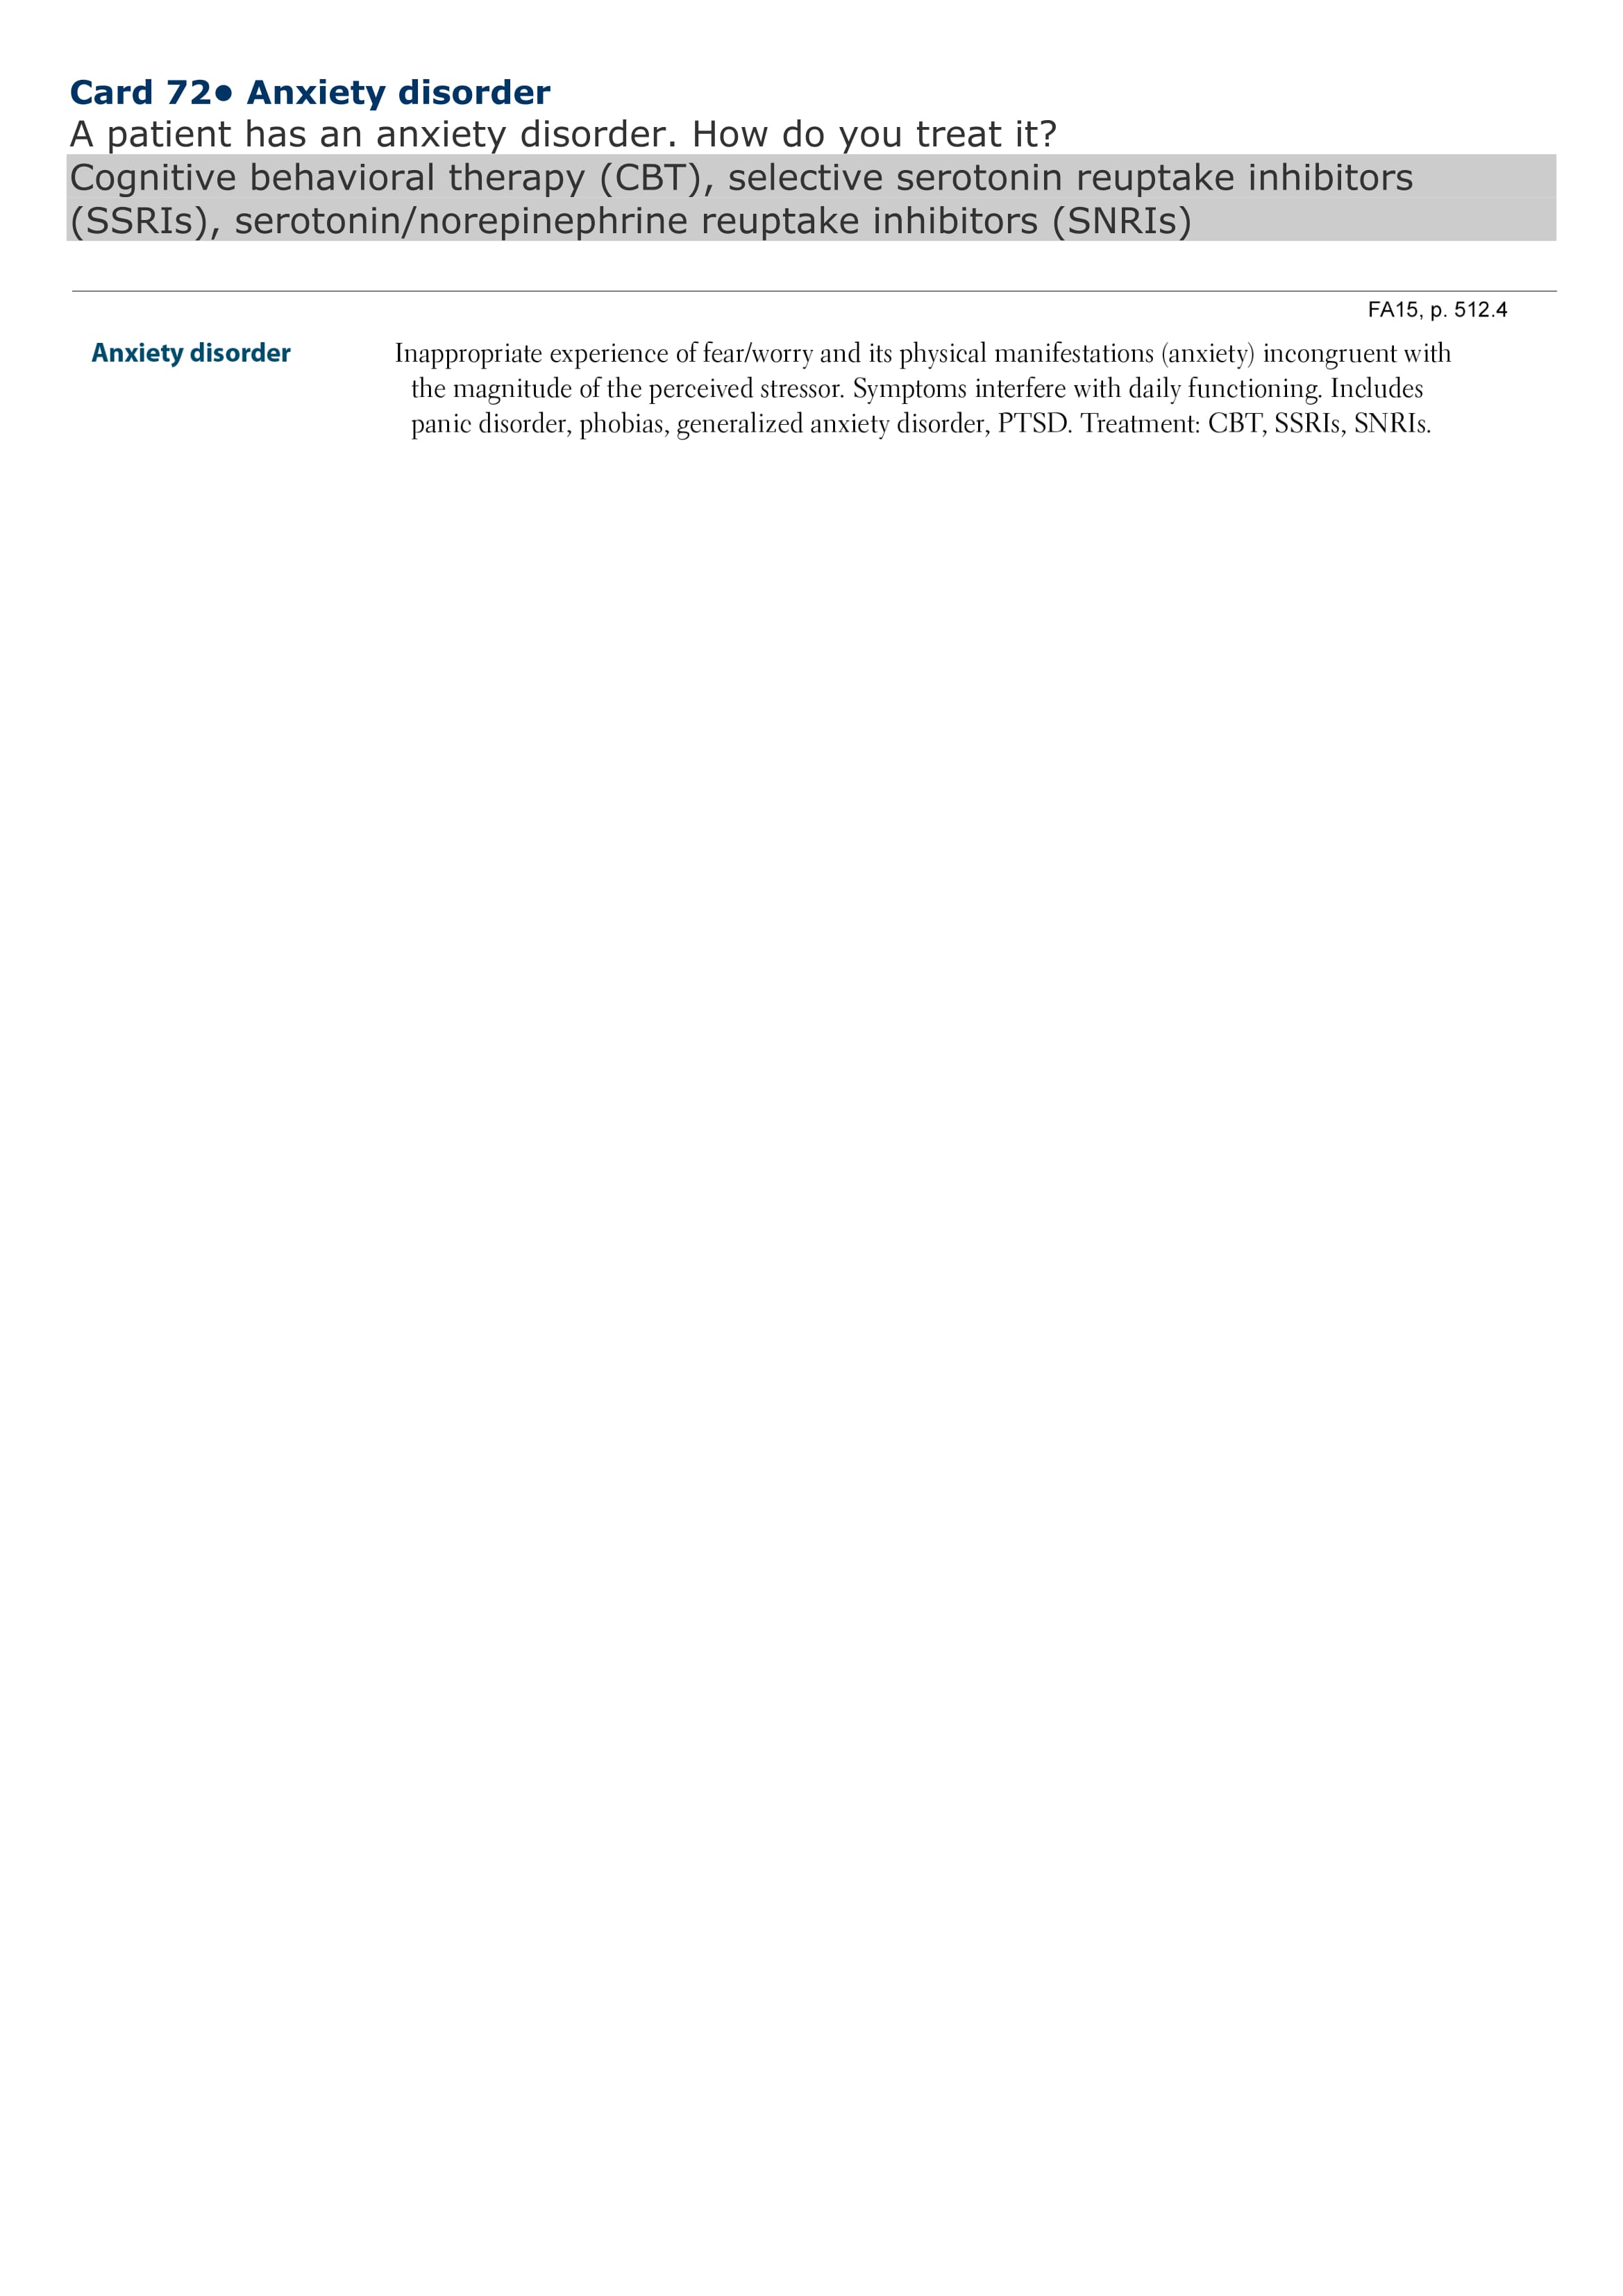 Card 72● Anxiety disorder
A patient has an anxiety disorder. How do you treat it?
Cognitive behavioral therapy (CBT), selective serotonin reuptake inhibitors
(SSRIs), serotonin/norepinephrine reuptake inhibitors (SNRIs)
FA15, p. 512.4
Anxiety disorder Inappropriate experience of fear/worry and its physical manifestations (anxiety) incongruent with
the magnitude of the perceived stressor. Symptoms interfere with daily functioning. Includes
panic disorder, phobias, generalized anxiety disorder, PTSD. Treatment: CBT, SSRIs, SNRIs.